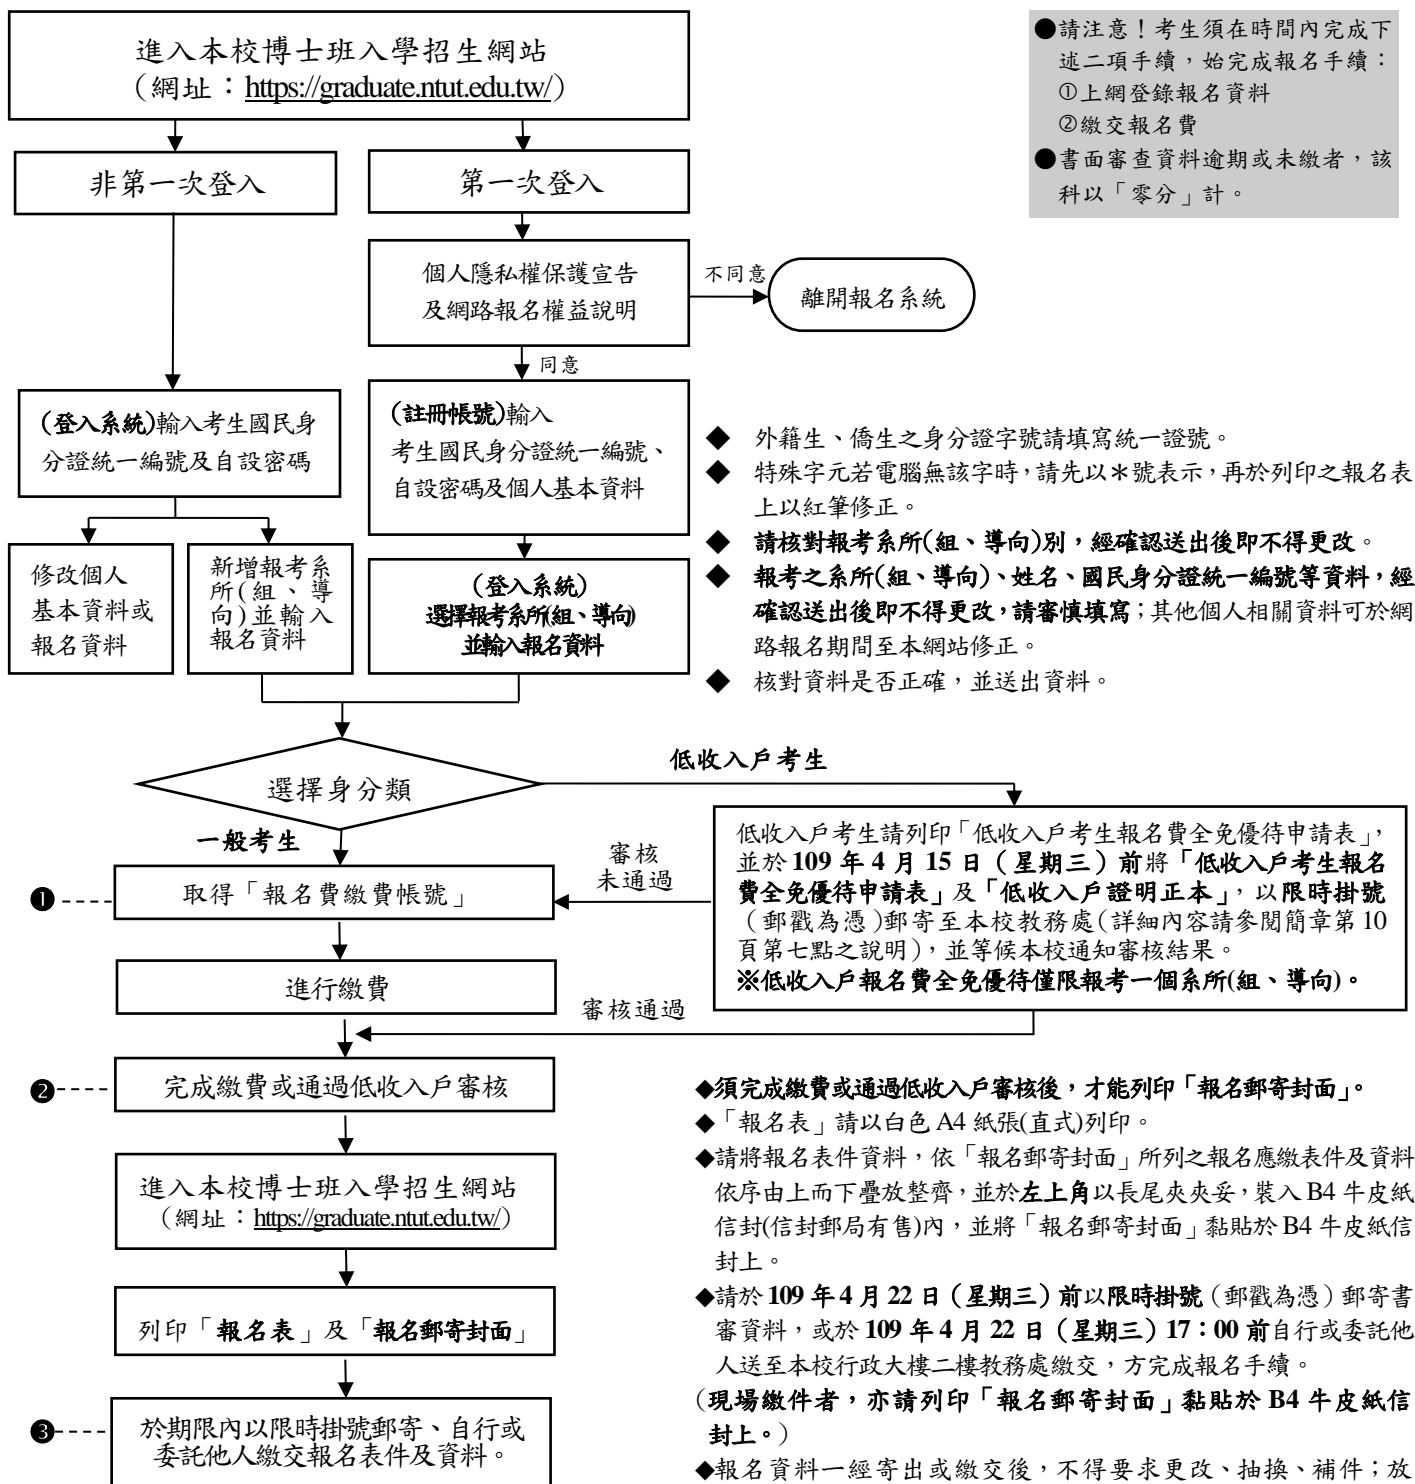 進入本校博士班入學招生網站
（網址：https://graduate.ntut.edu.tw/）
●請注意！考生須在時間內完成下
述二項手續，始完成報名手續：
①上網登錄報名資料
②繳交報名費
●書面審查資料逾期或未繳者，該
科以「零分」計。
非第一次登入
第一次登入
個人隱私權保護宣告
及網路報名權益說明
不同意
離開報名系統
同意
(登入系統)輸入考生國民身
分證統一編號及自設密碼
(註冊帳號)輸入
考生國民身分證統一編號、
自設密碼及個人基本資料
修改個人
基本資料或
報名資料
新增報考系
所(組、導
向)並輸入
報名資料
(登入系統)
選擇報考系所(組、導向)
並輸入報名資料
◆ 外籍生、僑生之身分證字號請填寫統一證號。
◆ 特殊字元若電腦無該字時，請先以＊號表示，再於列印之報名表
上以紅筆修正。
◆ 請核對報考系所(組、導向)別，經確認送出後即不得更改。
◆ 報考之系所(組、導向)、姓名、國民身分證統一編號等資料，經
確認送出後即不得更改，請審慎填寫；其他個人相關資料可於網
路報名期間至本網站修正。
◆ 核對資料是否正確，並送出資料。
選擇身分類
低收入戶考生
一般考生
低收入戶考生請列印「低收入戶考生報名費全免優待申請表」，
並於 109 年 4 月 15 日（星期三）前將「低收入戶考生報名
費全免優待申請表」及「低收入戶證明正本」，以限時掛號
（郵戳為憑）郵寄至本校教務處(詳細內容請參閱簡章第 10
頁第七點之說明)，並等候本校通知審核結果。
※低收入戶報名費全免優待僅限報考一個系所(組、導向)。
審核
未通過
❶
取得「報名費繳費帳號」
進行繳費
審核通過
❷
完成繳費或通過低收入戶審核
進入本校博士班入學招生網站
（網址：https://graduate.ntut.edu.tw/）
列印「報名表」及「報名郵寄封面」
❸
於期限內以限時掛號郵寄、自行或
委託他人繳交報名表件及資料。
◆須完成繳費或通過低收入戶審核後，才能列印「報名郵寄封面」。
◆「報名表」請以白色 A4 紙張(直式)列印。
◆請將報名表件資料，依「報名郵寄封面」所列之報名應繳表件及資料
依序由上而下疊放整齊，並於左上角以長尾夾夾妥，裝入 B4 牛皮紙
信封(信封郵局有售)內，並將「報名郵寄封面」黏貼於 B4 牛皮紙信
封上。
◆請於 109 年 4 月 22 日（星期三）前以限時掛號（郵戳為憑）郵寄書
審資料，或於 109 年 4 月 22 日（星期三）17：00 前自行或委託他
人送至本校行政大樓二樓教務處繳交，方完成報名手續。
（現場繳件者，亦請列印「報名郵寄封面」黏貼於 B4 牛皮紙信
封上。）
◆報名資料一經寄出或繳交後，不得要求更改、抽換、補件；放